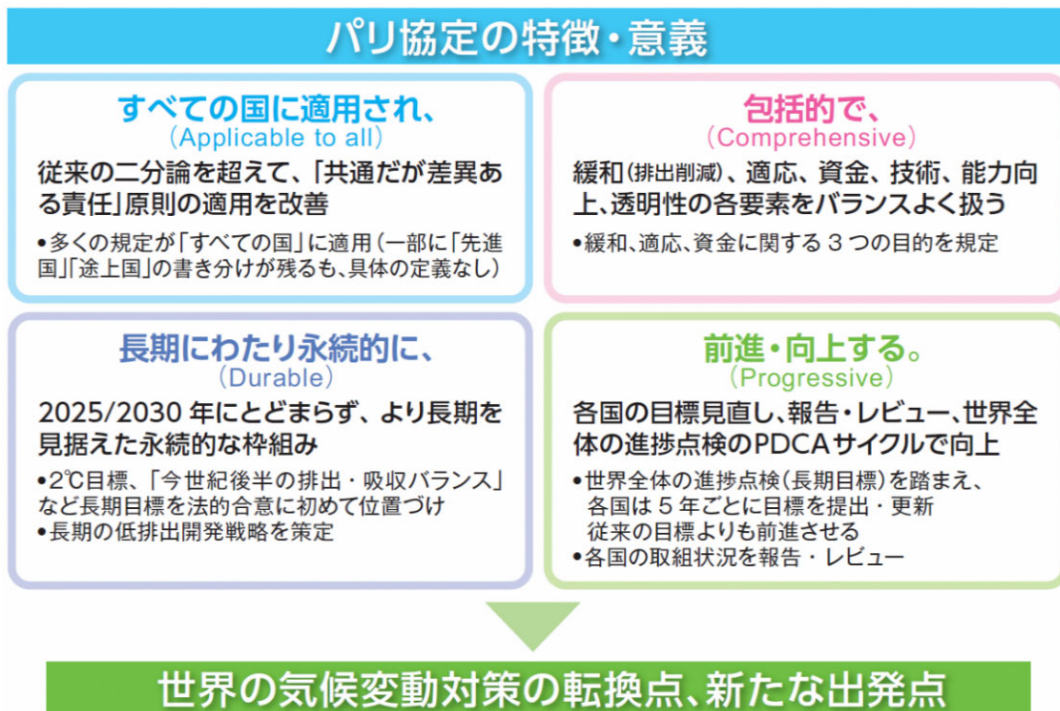 パリ協定の特徴・意義
すべての国に適用され、
(Applicable to all)
従来の二分論を超えて、「共通だが差異あ
る責任」原則の適用を改善
•多くの規定が「すべての国」に適用(一部に「先進
国」「途上国」の書き分けが残るも、具体の定義なし)
包括的で、
(Comprehensive)
緩和(排出削減)、適応、資金、技術、能力向
上、透明性の各要素をバランスよく扱う
•緩和、適応、資金に関する3つの目的を規定
長期にわたり永続的に、
(Durable)
2025/2030年にとどまらず、より長期を
見据えた永続的な枠組み
•2℃目標、「今世紀後半の排出・吸収バランス」
など長期目標を法的合意に初めて位置づけ
•長期の低排出開発戦略を策定
前進・向上する。
(Progressive)
各国の目標見直し、報告・レビュー、世界全
体の進捗点検のPDCAサイクルで向上
•世界全体の進捗点検(長期目標)を踏まえ、
各国は5年ごとに目標を提出・更新
従来の目標よりも前進させる
•各国の取組状況を報告・レビュー
世界の気候変動対策の転換点、新たな出発点